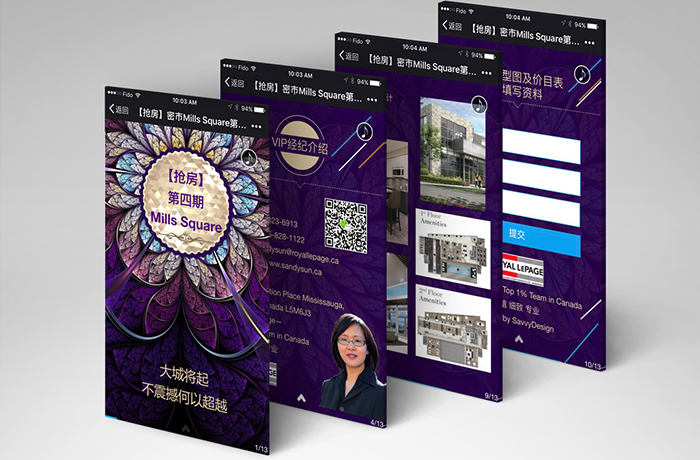 •••○○ Fido
10:03 AM
94%
返回
【抢房】密市Mills Square第...
•••
【抢房】
第四期
Mills Square
大城将起
不震撼何以超越
1/13
•••○○ Fido
10:03 AM
94%
返回
【抢房】密市Mills Square第...
•••
VIP经纪介绍
23-6913
-828-1122
dysun@royallepage.ca
www.sandysun.ca
tion Place Mississauga,
nada L5M6J3
Page—
m in Canada
业
4/13
•••○○ Fido
10:04 AM
94%
返回
【抢房】密市Mills Square第...
•••
计
1st Floor
Amenities
2nd Floor
Amenities
9/13
•••○○ Fido
10:04 AM
94%
返回
【抢房】密市Mills Square第...
•••
型图及价目表
填写资料
提交
YAL LEPAGE
Top 1% Team in Canada
细致 专业
by SavvyDesign
10/13